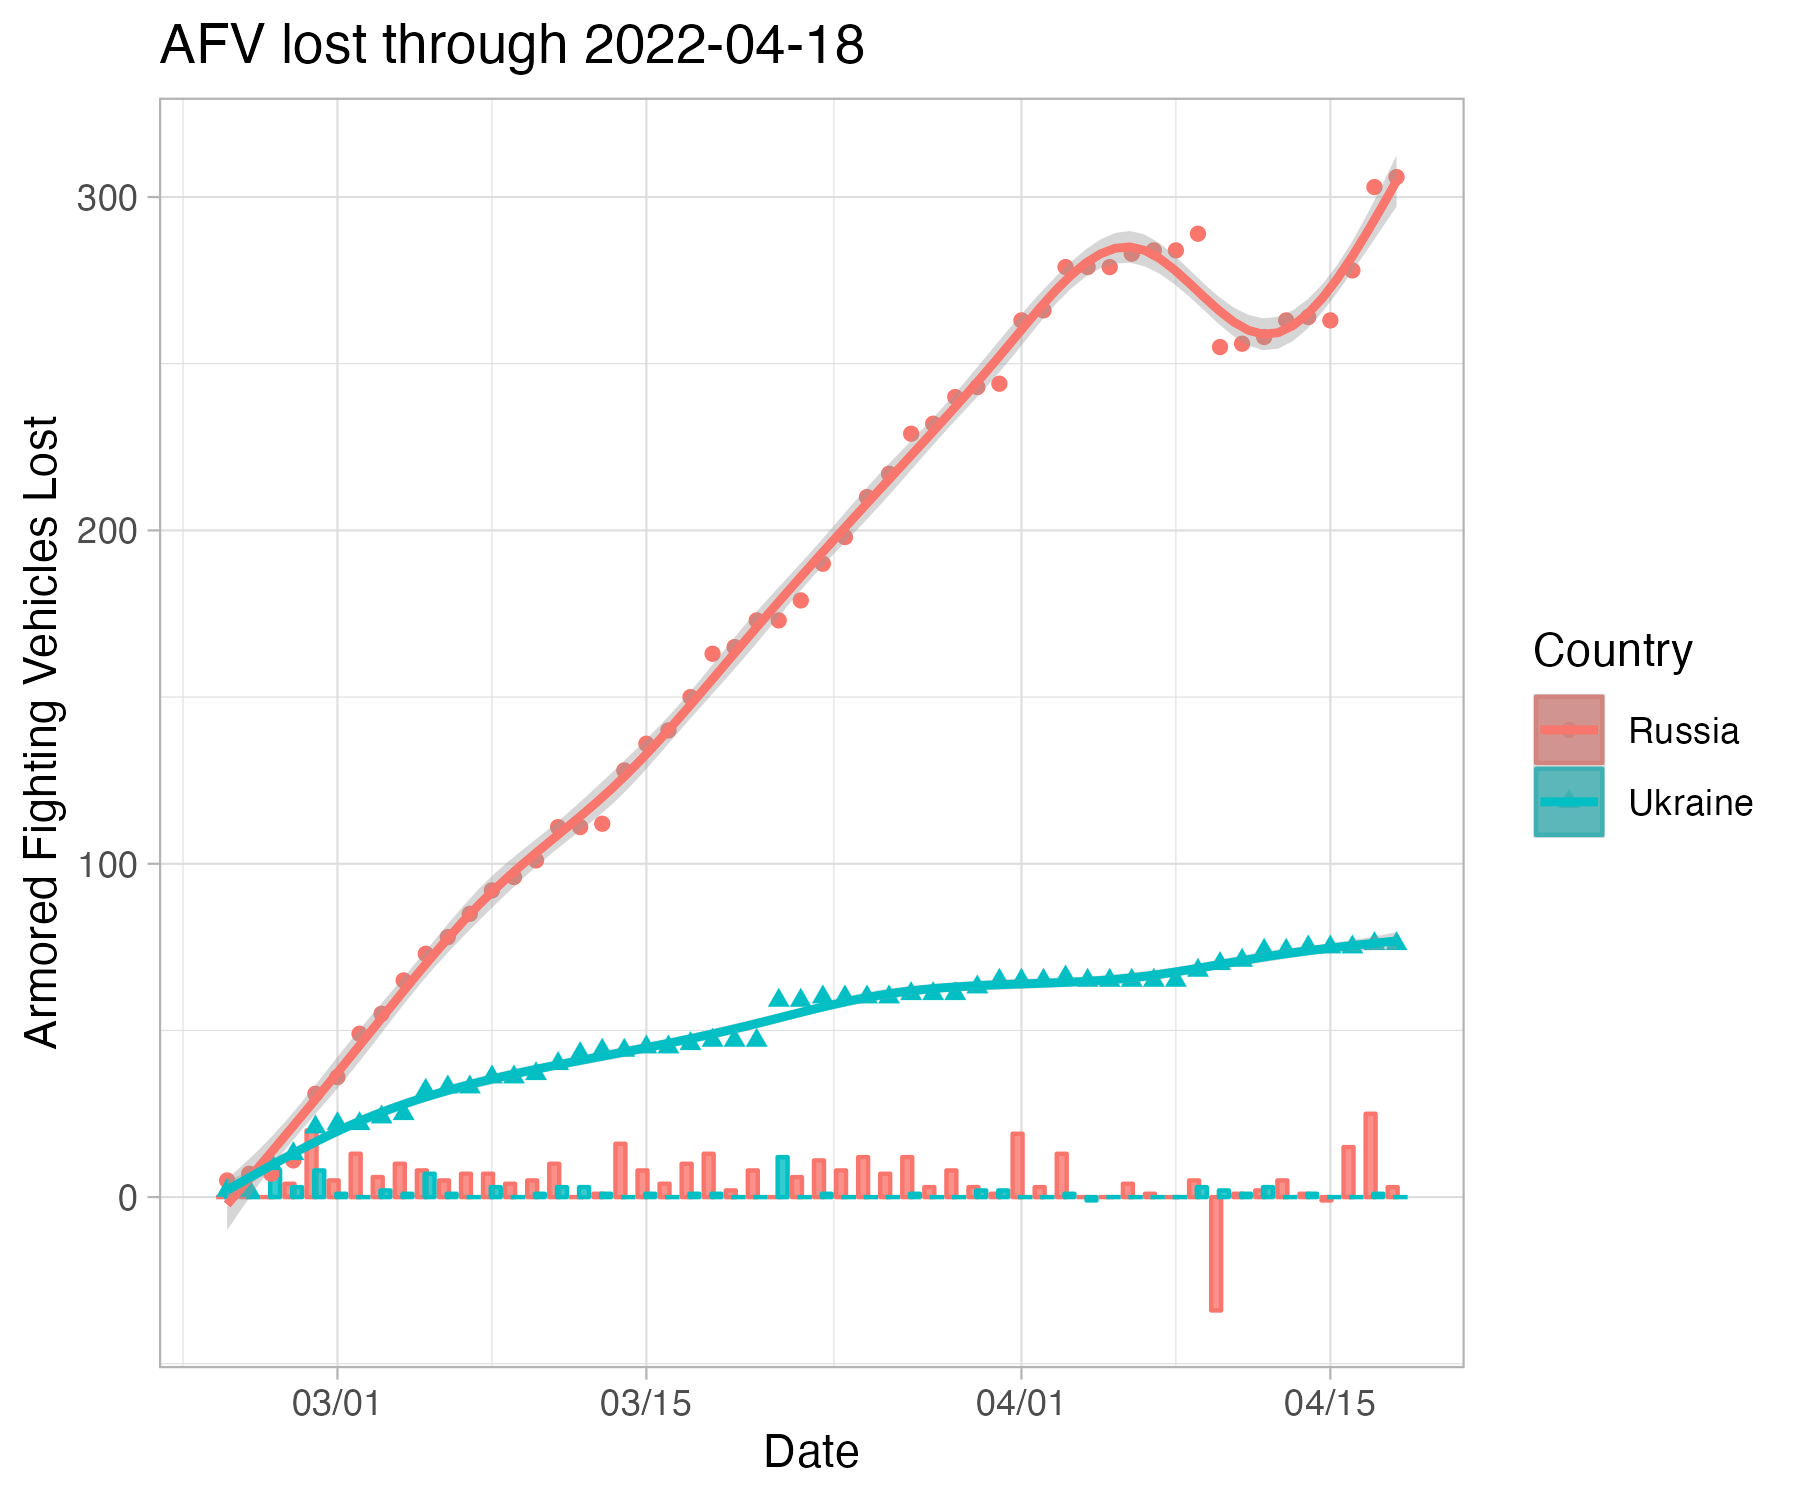 AFV lost through 2022-04-18
Armored Fighting Vehicles Lost
300
200
100
0
03/01
03/15
04/01
04/15
Date
Country
Russia
Ukraine